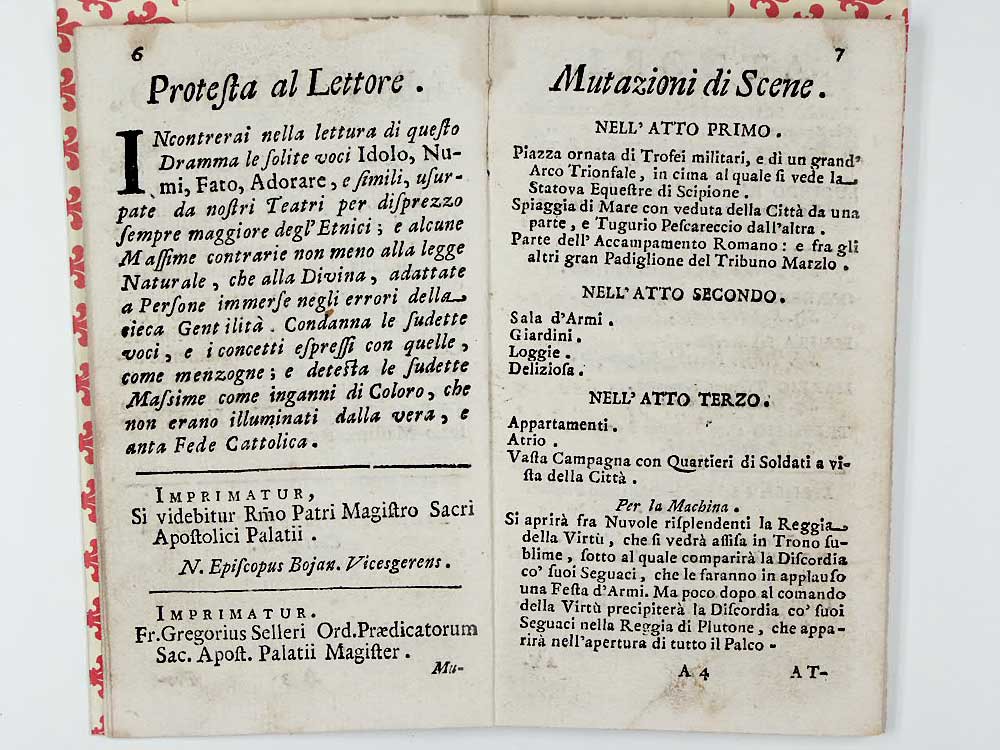 6
Proteſta al Lettore .
INcontrerai nella lettura di queſto
Dramma le ſolite voci Idolo, Nu-
mi, Fato, Adorare, e ſimili, uſur-
pate da noſtri Teatri per diſprezzo
ſempre maggiore degl'Etnici ; e alcune
Maſſime contrarie non meno alla legge
Naturale , che alla Divina, adattate
a Perſone immerſe negli errori della
cieca Gentilità . Condanna le ſudette
voci , e i concetti eſpreſſi con quelle ,
come menzogne ; e deteſta le ſudette
Maſsime come inganni di Coloro, che
non erano illuminati dalla vera, e
anta Fede Cattolica .
IMPRIMATUR,
Si videbitur Rm̃o Patri Magiſtro Sacri
Apoſtolici Palatii .
N. Epiſcopus Bojan. Vicesgerens .
IMPRIMATUR.
Fr.Gregorius Selleri Ord.Prædicatorum
Sac. Apoſt. Palatii Magiſter .
Mu-
7
Mutazioni di Scene .
NELL' ATTO PRIMO .
Piazza ornata di Trofei militari, e di un grand'
Arco Trionfale, in cima al quale ſi vede la
Statova Equeſtre di Scipione .
Spiaggia di Mare con veduta della Città da una
parte, e Tugurio Peſcareccio dall'altra .
Parte dell'Accampamento Romano : e fra gli
altri gran Padiglione del Tribuno Marzio .
NELL' ATTO SECONDO.
Sala d'Armi .
Giardini .
Loggie .
Delizioſa .
NELL' ATTO TERZO .
Appartamenti .
Atrio .
Vaſta Campagna con Quartieri di Soldati a vi-
ſta della Città .
Per la Machina .
Si aprirà fra Nuvole riſplendenti la Reggia
della Virtù, che ſi vedrà aſſiſa in Trono ſu-
blime , ſotto al quale comparirà la Diſcordia
co' ſuoi Seguaci , che le faranno in applauſo
una Feſta d'Armi. Ma poco dopo al comando
della Virtù precipiterà la Diſcordia co' ſuoi
Seguaci nella Reggia di Plutone , che appa-
rirà nell'apertura di tutto il Palco -
A 4
AT-